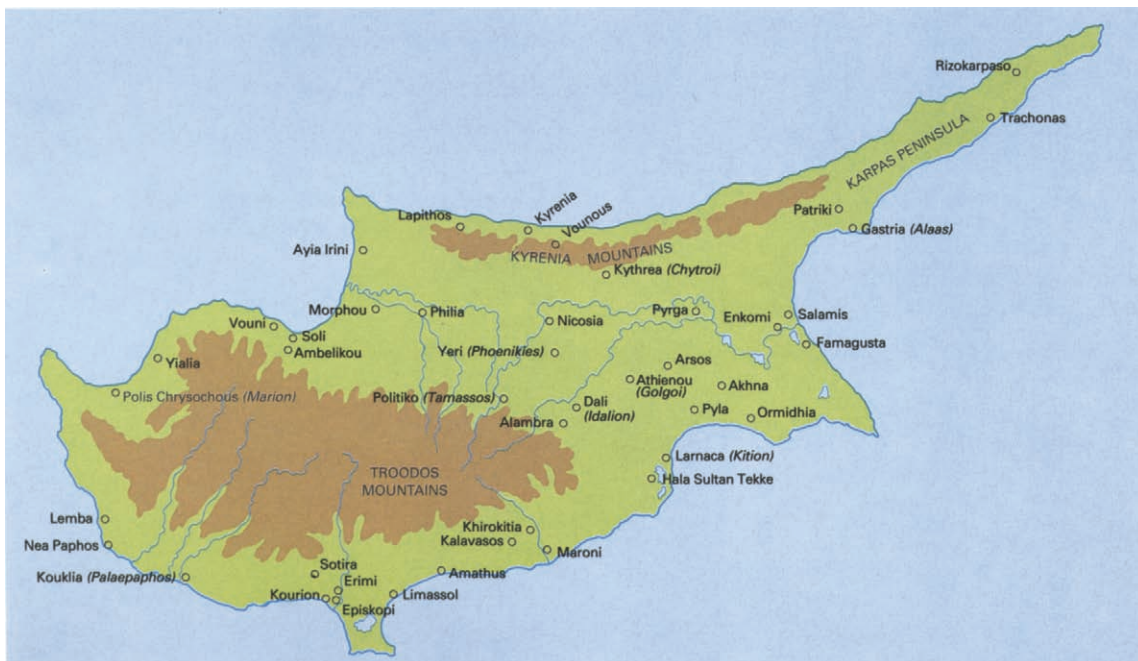 Rizokarpaso
Trachonas
KARPAS PENINSULA
Patriki
Gastria (Alaas)
Lapithos
Kyrenia
Vounous
Ayia Irini
KYRENIA MOUNTAINS
Kythrea (Chytroi)
Morphou
Philia
Nicosia
Pyrga
Enkomi
Salamis
Vouni
Soli
Famagusta
Ambelikou
Yeri (Phoenikies)
Yialia
Arsos
Athienou
(Golgoi)
Akhna
Polis Chrysochous (Marion)
Politiko (Tamassos)
Dali
(Idalion)
Pyla
Ormidhia
Alambra
Larnaca (Kition)
TROODOS
MOUNTAINS
Hala Sultan Tekke
Lemba
Khirokitia
Nea Paphos
Kalavasos
Maroni
Kouklia (Palaepaphos)
Sotira
Amathus
Erimi
Kourion
Limassol
Episkopi